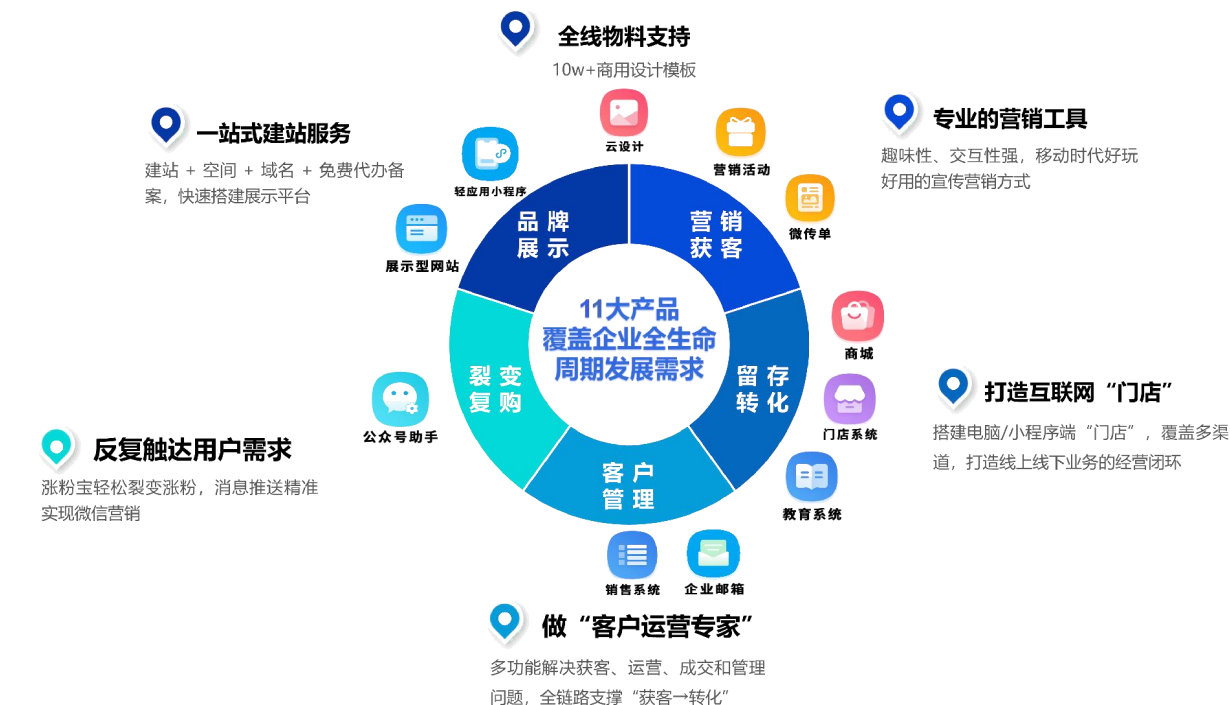 全线物料支持
10w+商用设计模板
一站式建站服务
建站 + 空间 + 域名 + 免费代办备
案，快速搭建展示平台
专业的营销工具
趣味性、交互性强，移动时代好玩
好用的宣传营销方式
云设计
营销活动
轻应用小程序
微传单
展示型网站
品牌
展示
营销
获客
11大产品
覆盖企业全生命
周期发展需求
商城
裂变
复购
留存
转化
门店系统
公众号助手
教育系统
打造互联网“门店”
搭建电脑/小程序端“门店”，覆盖多渠
道，打造线上线下业务的经营闭环
反复触达用户需求
涨粉宝轻松裂变涨粉，消息推送精准
实现微信营销
客户
管理
销售系统
企业邮箱
做“客户运营专家”
多功能解决获客、运营、成交和管理
问题，全链路支撑“获客→转化”